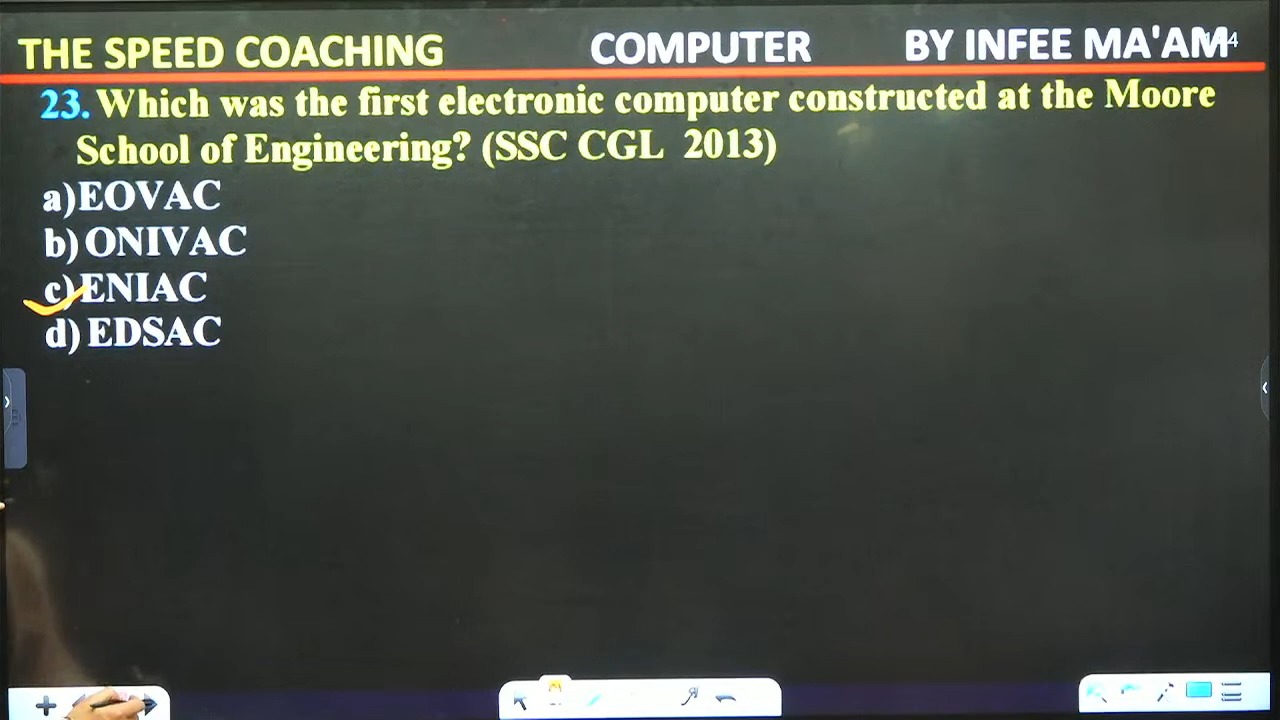 THE SPEED COACHING COMPUTER BY INFEE MA'AM
23. Which was the first electronic computer constructed at the Moore
School of Engineering? (SSC CGL 2013)
a)EOVAC
b) ONIVAC
c)ENIAC
d) EDSAC